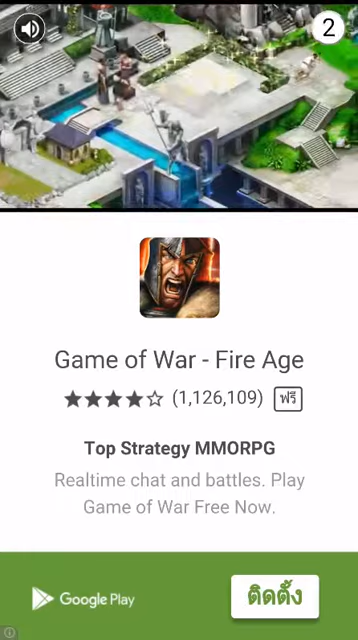 2
Game of War - Fire Age
(1,126,109) ฟรี
Top Strategy MMORPG
Realtime chat and battles. Play
Game of War Free Now.
Google Play
ติดตั้ง